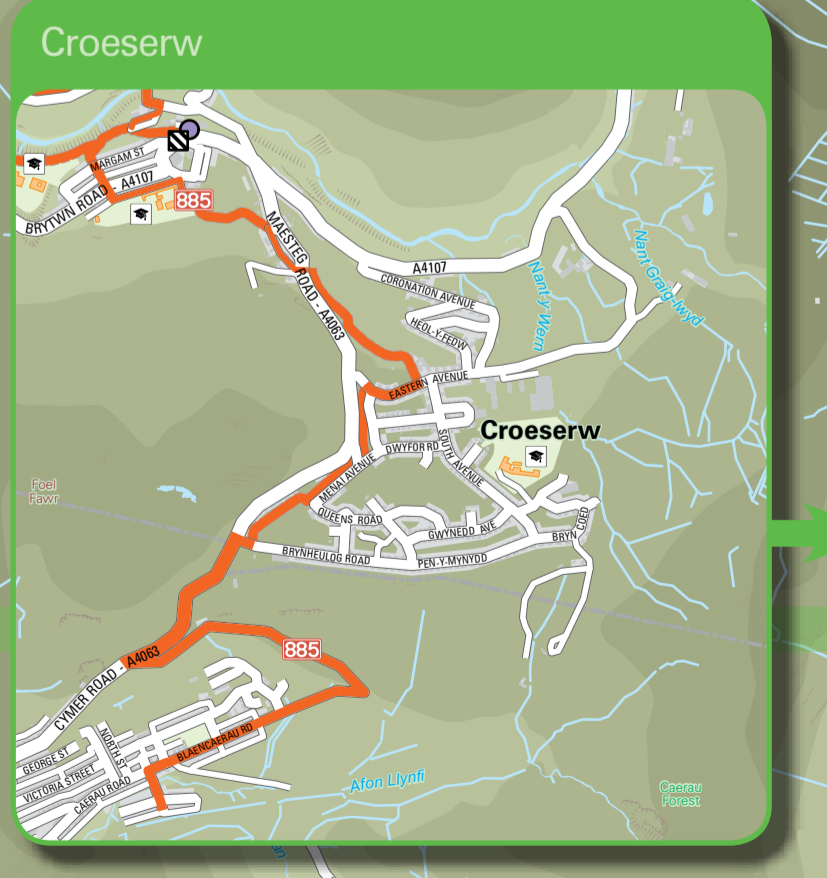 Croeserw
MARGAM ST
BRYTWN ROAD - A4107
885
MAESTEG ROAD - A4063
A4107
CORONATION AVENUE
HEOL-Y-FEDW
Nant y Wern
Nant Graig-lwyd
EASTERN AVENUE
Croeserw
DWYFOR RD
SOUTH AVENUE
MENAI AVENUE
Foel
Fawr
QUEENS ROAD
GWYNEDD AVE
BRYN COED
BRYNHEULOG ROAD
PEN-Y-MYNYDD
885
CYMER ROAD - A4063
BLAENCAERAU RD
NORTH ST
GEORGE ST
VICTORIA STREET
CAERAU ROAD
Afon Llynfi
Caerau
Forest